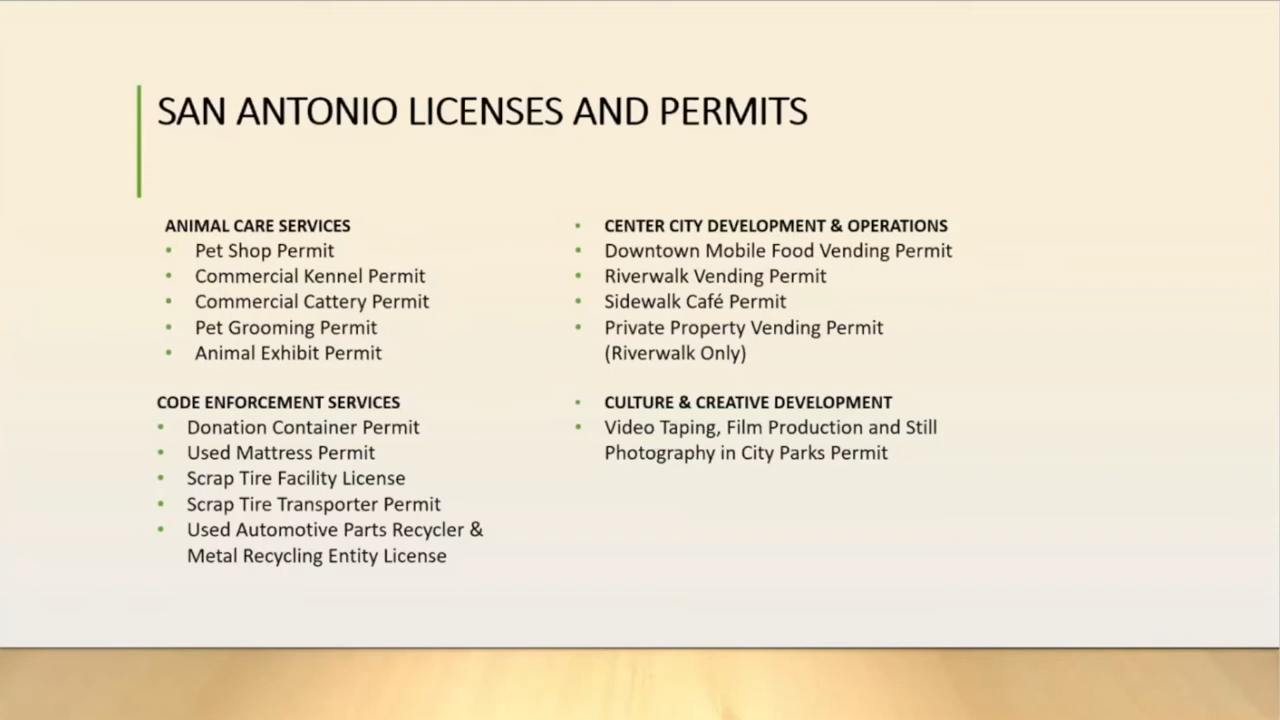 SAN ANTONIO LICENSES AND PERMITS
ANIMAL CARE SERVICES
• Pet Shop Permit
• Commercial Kennel Permit
• Commercial Cattery Permit
• Pet Grooming Permit
• Animal Exhibit Permit
CODE ENFORCEMENT SERVICES
• Donation Container Permit
• Used Mattress Permit
• Scrap Tire Facility License
• Scrap Tire Transporter Permit
• Used Automotive Parts Recycler &
Metal Recycling Entity License
• CENTER CITY DEVELOPMENT & OPERATIONS
• Downtown Mobile Food Vending Permit
• Riverwalk Vending Permit
• Sidewalk Café Permit
• Private Property Vending Permit
(Riverwalk Only)
• CULTURE & CREATIVE DEVELOPMENT
• Video Taping, Film Production and Still
Photography in City Parks Permit